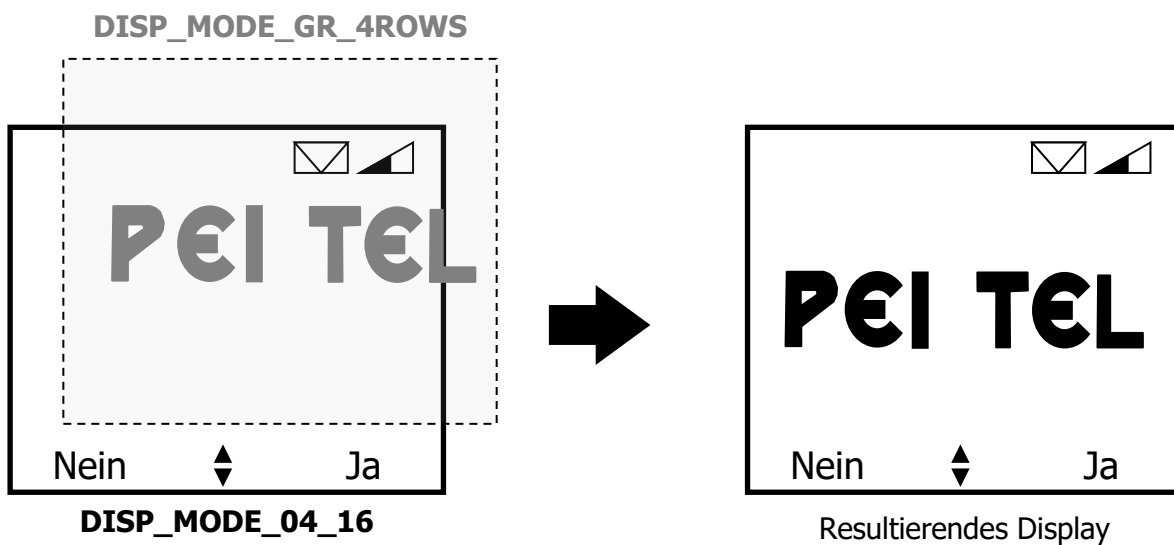 DISP_MODE_GR_4ROWS
PEI TEL
PEI TEL
Nein Ja
Nein Ja
DISP_MODE_04_16
Resultierendes Display